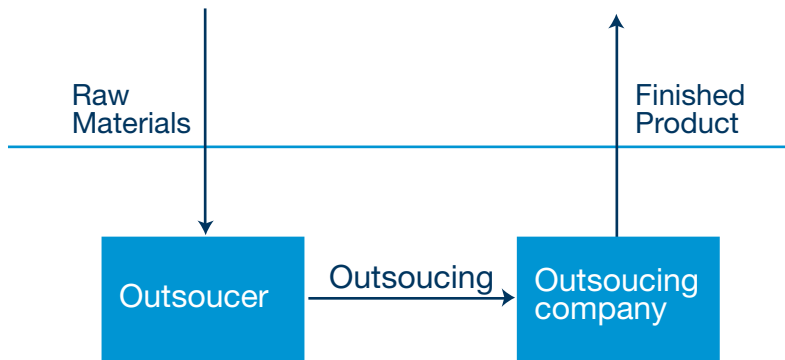 Raw
Materials
Finished
Product
Outsoucer
Outsoucing
Outsoucing
company